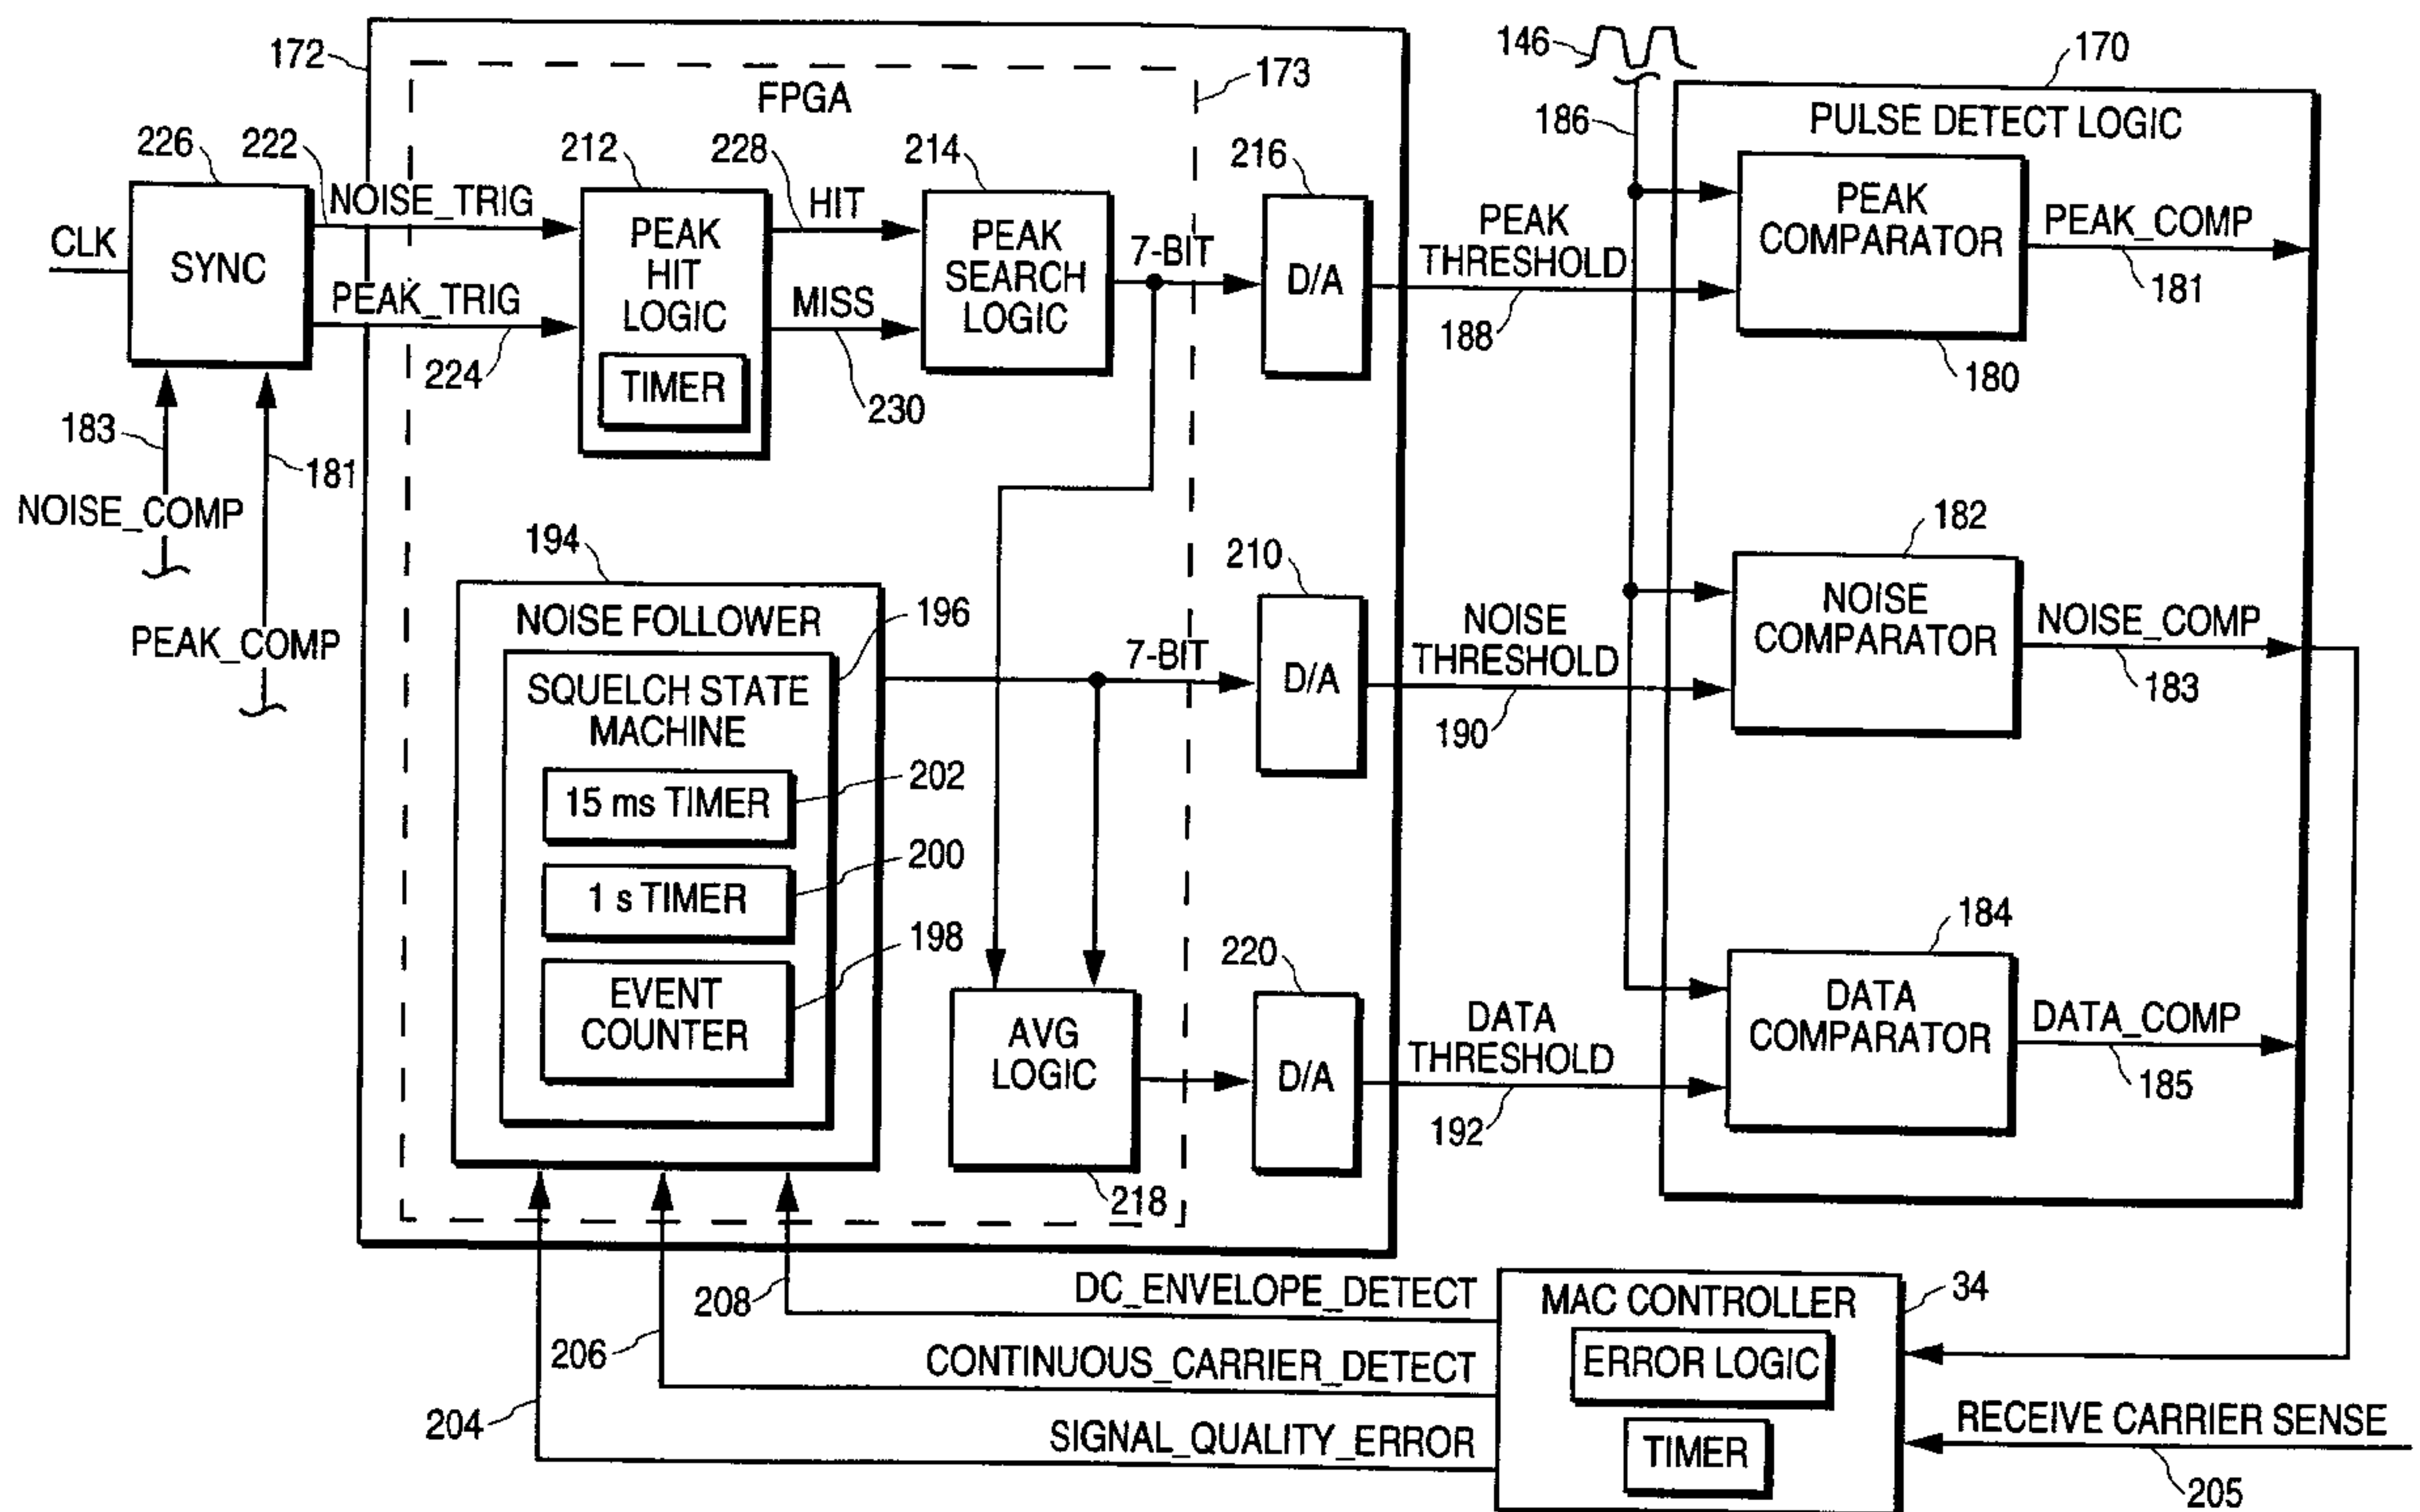 172
FPGA
173
146
170
PULSE DETECT LOGIC
186
226
222
212
228
214
216
CLK
SYNC
NOISE_TRIG
PEAK_TRIG
224
PEAK
HIT
LOGIC
TIMER
HIT
MISS
230
PEAK
SEARCH
LOGIC
7-BIT
D/A
PEAK
THRESHOLD
188
PEAK
COMPARATOR
PEAK_COMP
181
180
183
181
NOISE_COMP
PEAK_COMP
194
NOISE FOLLOWER
196
SQUELCH STATE
MACHINE
15 ms TIMER
202
1 s TIMER
200
EVENT
COUNTER
198
7-BIT
210
D/A
NOISE
THRESHOLD
190
182
NOISE
COMPARATOR
NOISE_COMP
183
AVG
LOGIC
218
220
D/A
DATA
THRESHOLD
192
184
DATA
COMPARATOR
DATA_COMP
185
208
DC_ENVELOPE_DETECT
206
CONTINUOUS_CARRIER_DETECT
204
SIGNAL_QUALITY_ERROR
MAC CONTROLLER
34
ERROR LOGIC
TIMER
RECEIVE CARRIER SENSE
205